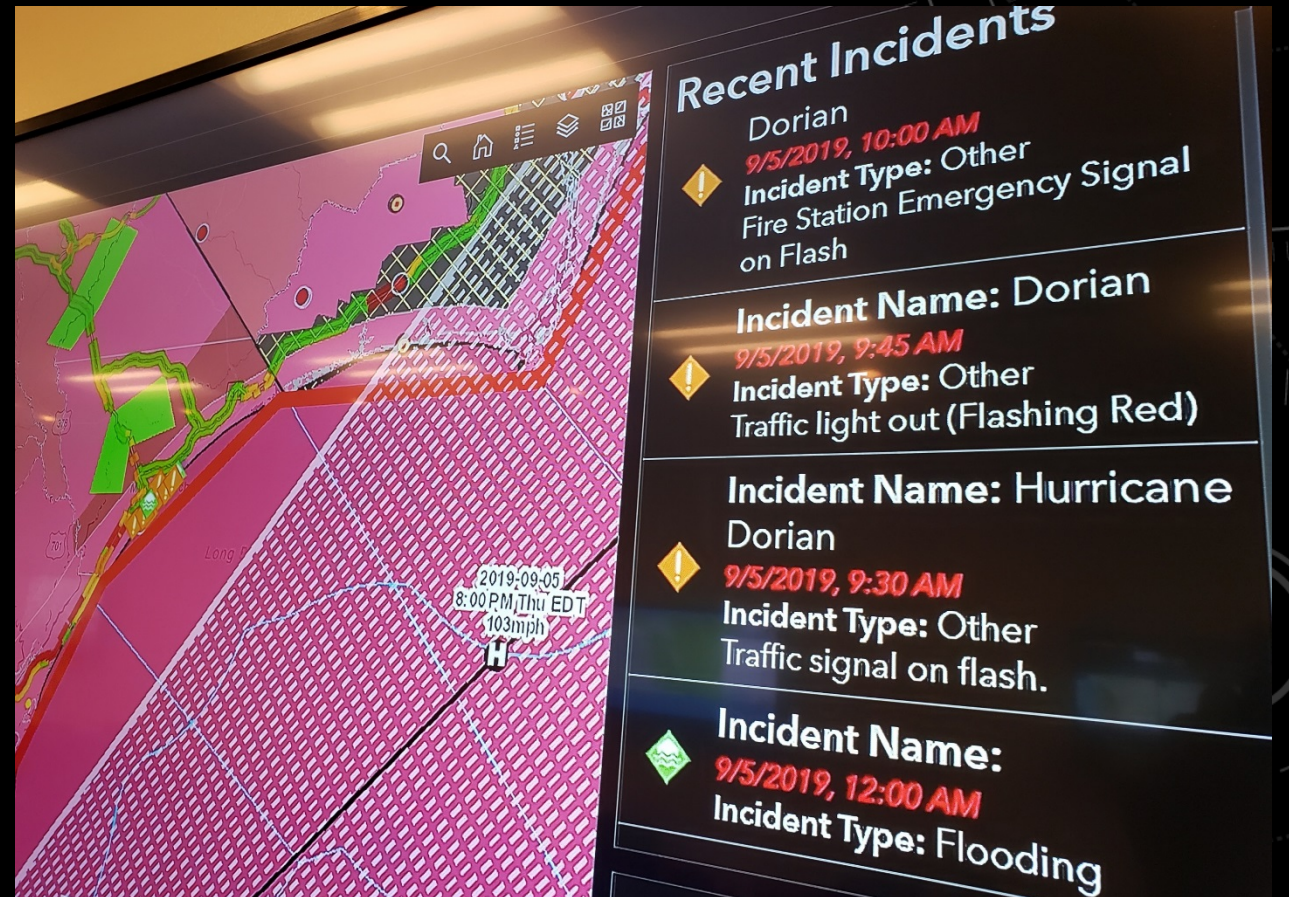 Recent Incidents
Dorian
9/5/2019, 10:00 AM
Incident Type: Other
Fire Station Emergency Signal
on Flash
Incident Name: Dorian
9/5/2019, 9:45 AM
Incident Type: Other
Traffic light out (Flashing Red)
Incident Name: Hurricane
Dorian
9/5/2019, 9:30 AM
Incident Type: Other
Traffic signal on flash.
Incident Name:
9/5/2019, 12:00 AM
Incident Type: Flooding
701
Long
2019-09-05
8:00 PM Thu EDT
103mph
H